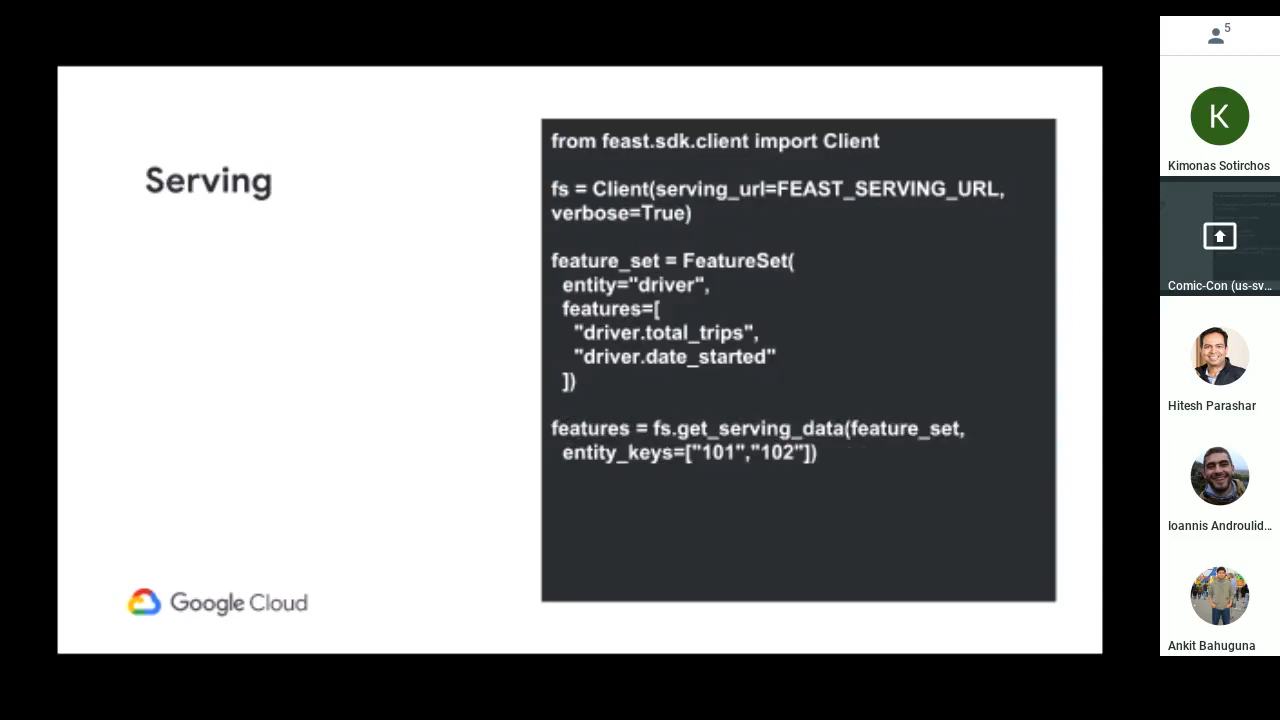 Serving
from feast.sdk.client import Client
fs = Client(serving_url=FEAST_SERVING_URL,
verbose=True)
feature_set = FeatureSet(
entity="driver",
features=[
"driver.total_trips",
"driver.date_started"
])
features = fs.get_serving_data(feature_set,
entity_keys=["101","102"])
Google Cloud
5
K
Kimonas Sotirchos
Comic-Con (us-sv...
Hitesh Parashar
Ioannis Androulid...
Ankit Bahuguna